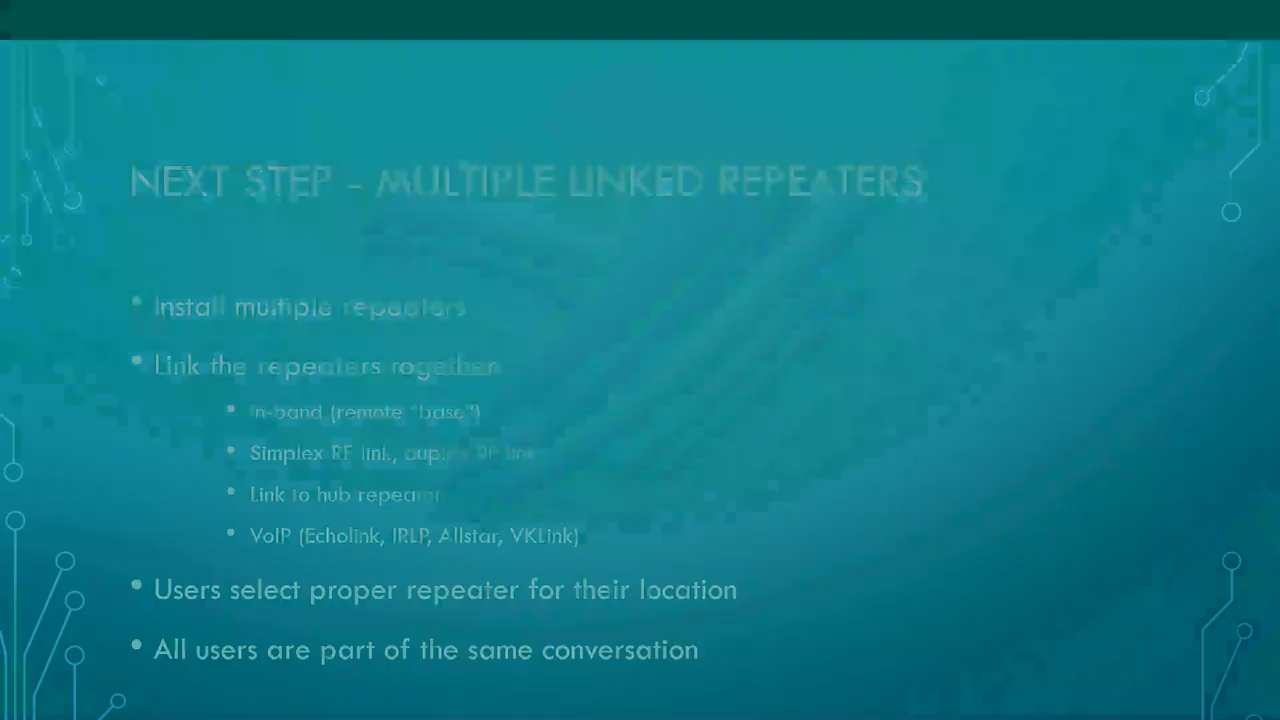 NEXT STEP – MULTIPLE LINKED REPEATERS
• Install multiple repeaters
• Link the repeaters together
• In-band (remote "base")
• Simplex RF link, duplex RF link
• Link to hub repeater
• VoIP (Echolink, IRLP, Allstar, VKLink)
• Users select proper repeater for their location
• All users are part of the same conversation